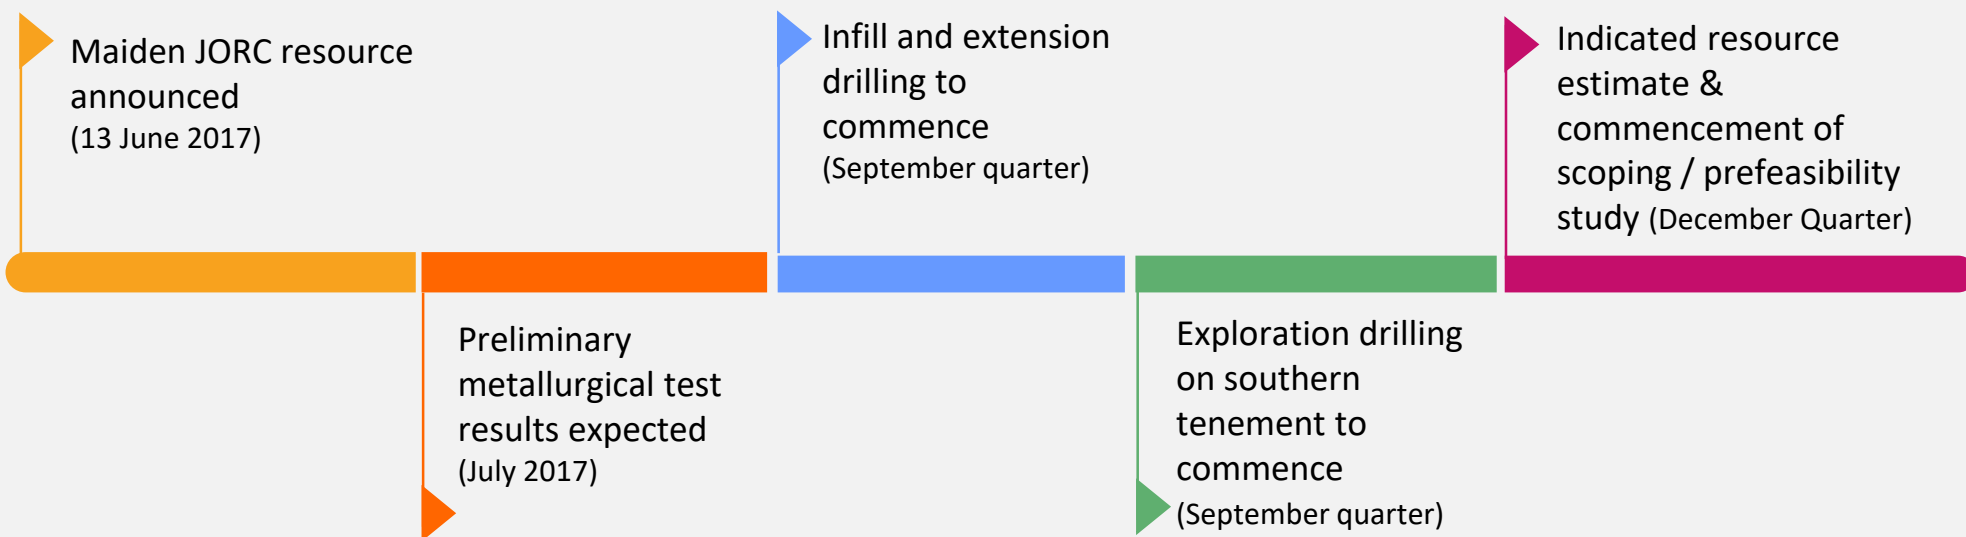 Maiden JORC resource
announced
(13 June 2017)
Preliminary
metallurgical test
results expected
(July 2017)
Infill and extension
drilling to
commence
(September quarter)
Exploration drilling
on southern
tenement to
commence
(September quarter)
Indicated resource
estimate &
commencement of
scoping / prefeasibility
study (December Quarter)